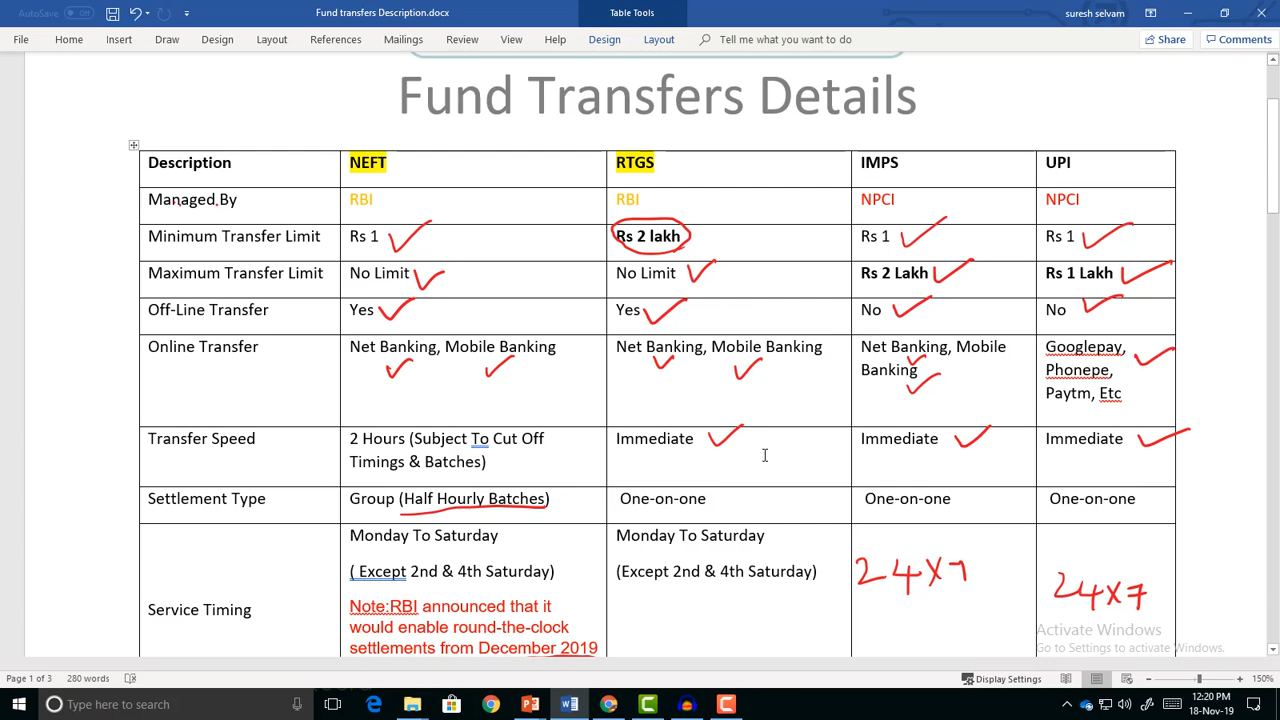 AutoSave Off
Fund transfers Description.docx
Table Tools
suresh selvam
File Home Insert Draw Design Layout References Mailings Review View Help Design Layout Tell me what you want to do Share Comments
Fund Transfers Details
Description NEFT RTGS IMPS UPI
Managed By RBI RBI NPCI NPCI
Minimum Transfer Limit Rs 1 Rs 2 lakh Rs 1 Rs 1
Maximum Transfer Limit No Limit No Limit Rs 2 Lakh Rs 1 Lakh
Off-Line Transfer Yes Yes No No
Online Transfer Net Banking, Mobile Banking Net Banking, Mobile Banking Net Banking, Mobile Googlepay,
Banking Phonepe,
Paytm, Etc
Transfer Speed 2 Hours (Subject To Cut Off Immediate Immediate Immediate
Timings & Batches)
Settlement Type Group (Half Hourly Batches) One-on-one One-on-one One-on-one
Monday To Saturday Monday To Saturday
( Except 2nd & 4th Saturday) (Except 2nd & 4th Saturday) 24X7 24X7
Service Timing
Note:RBI announced that it
would enable round-the-clock
settlements from December 2019
Activate Windows
Go to Settings to activate Windows.
Page 1 of 3 280 words Display Settings 150%
Type here to search
12:20 PM
18-Nov-19